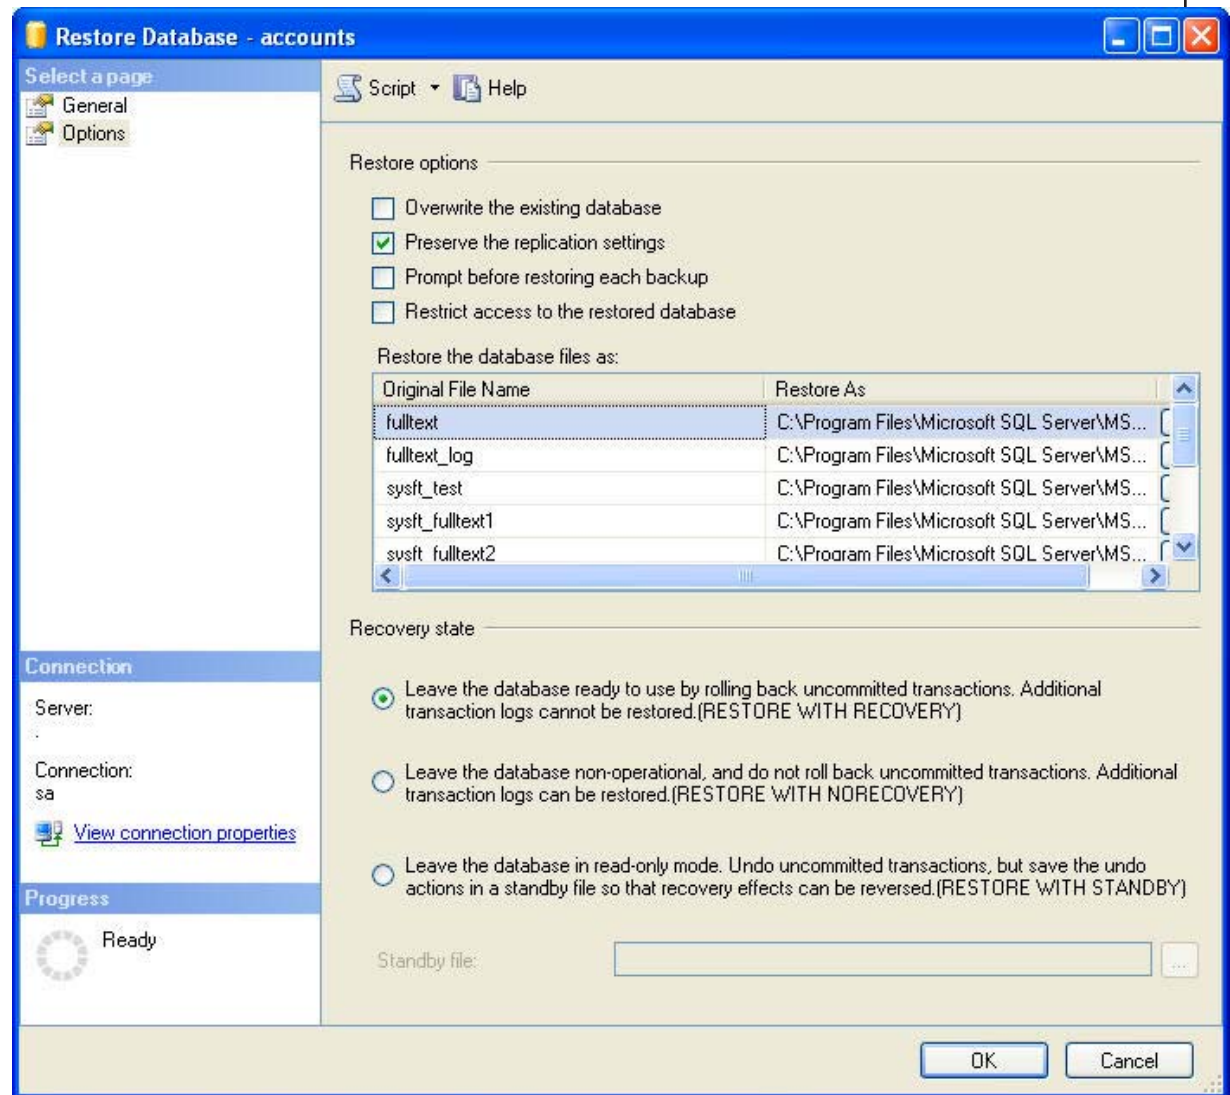 Restore Database - accounts
Select a page
General
Options
Script
Help
Restore options
Overwrite the existing database
Preserve the replication settings
Prompt before restoring each backup
Restrict access to the restored database
Restore the database files as:
Original File Name Restore As
fulltext C:\Program Files\Microsoft SQL Server\MS...
fulltext_log C:\Program Files\Microsoft SQL Server\MS...
sysft_test C:\Program Files\Microsoft SQL Server\MS...
sysft_fulltext1 C:\Program Files\Microsoft SQL Server\MS...
sysft_fulltext2 C:\Program Files\Microsoft SQL Server\MS...
Recovery state
Leave the database ready to use by rolling back uncommitted transactions. Additional
transaction logs cannot be restored.(RESTORE WITH RECOVERY)
Leave the database non-operational, and do not roll back uncommitted transactions. Additional
transaction logs can be restored.(RESTORE WITH NORECOVERY)
Leave the database in read-only mode. Undo uncommitted transactions, but save the undo
actions in a standby file so that recovery effects can be reversed.(RESTORE WITH STANDBY)
Standby file:
...
Connection
Server:
.
Connection:
sa
View connection properties
Progress
Ready
OK
Cancel